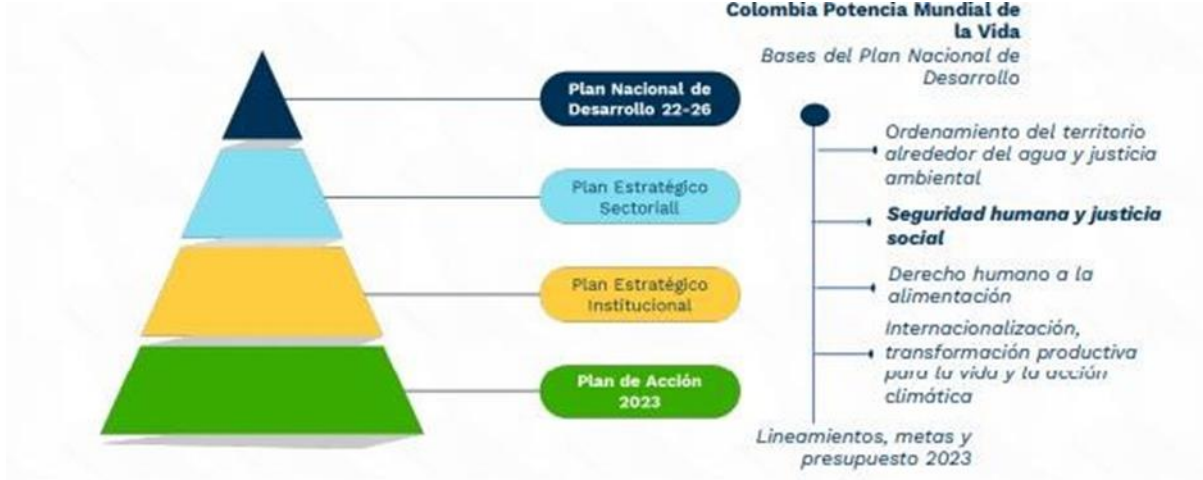 Plan Nacional de
Desarrollo 22-26
Plan Estratégico
Sectoriall
Plan Estratégico
Institucional
Plan de Acción
2023
Colombia Potencia Mundial de
la Vida
Bases del Plan Nacional de
Desarrollo
Ordenamiento del territorio
alrededor del agua y justicia
ambiental
Seguridad humana y justicia
social
Derecho humano a la
alimentación
Internacionalización,
transformación productiva
para la vida y la acción
climática
Lineamientos, metas y
presupuesto 2023